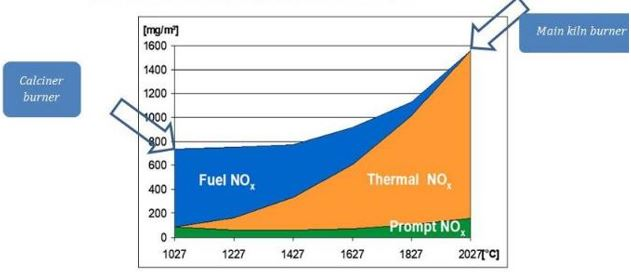 [mg/m³]
1600
1400
1200
1000
800
600
400
200
0
1027
1227
1427
1627
1827
2027[°C]
Fuel NOx
Thermal NOx
Prompt NOx
Calciner
burner
Main kiln burner